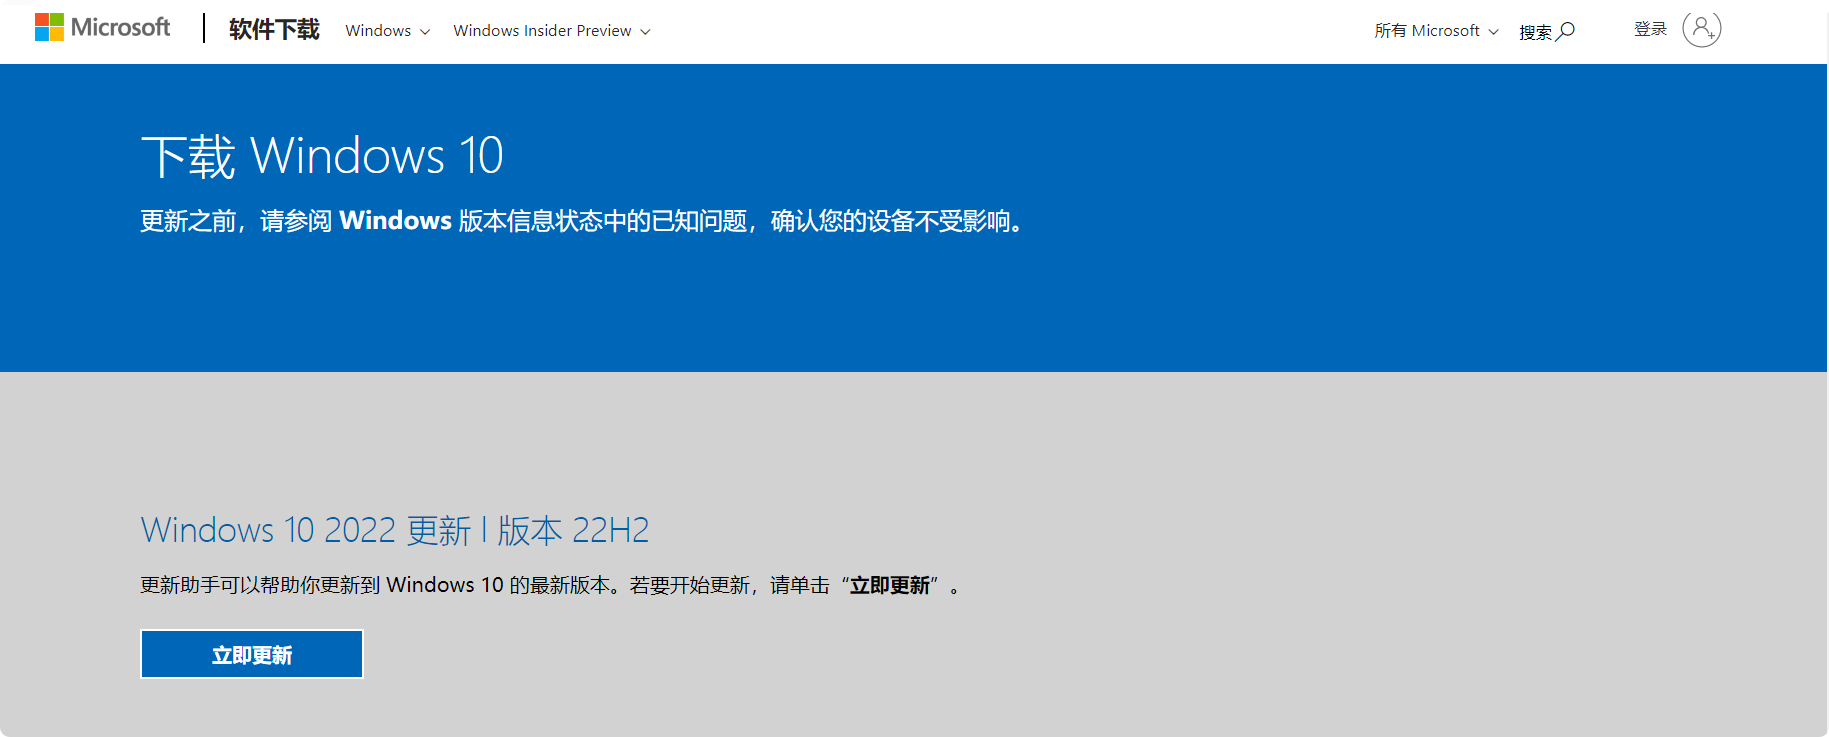 Microsoft 软件下载 Windows Windows Insider Preview 所有 Microsoft 搜索 登录
下载 Windows 10
更新之前，请参阅 Windows 版本信息状态中的已知问题，确认您的设备不受影响。
Windows 10 2022 更新 l 版本 22H2
更新助手可以帮助你更新到 Windows 10 的最新版本。若要开始更新，请单击“立即更新”。
立即更新